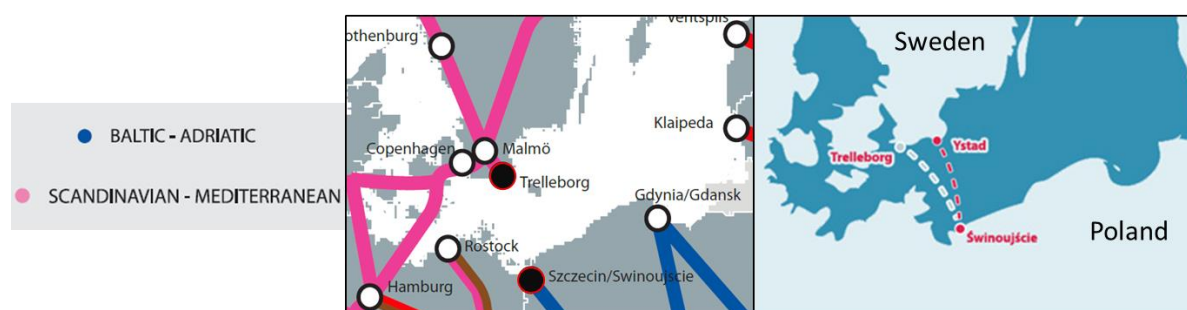 BALTIC - ADRIATIC
SCANDINAVIAN - MEDITERRANEAN
othenburg
Ventspils
Klaipeda
Copenhagen
Malmö
Trelleborg
Gdynia/Gdansk
Rostock
Szczecin/Swinoujscie
Hamburg
Sweden
Ystad
Trelleborg
Świnoujście
Poland